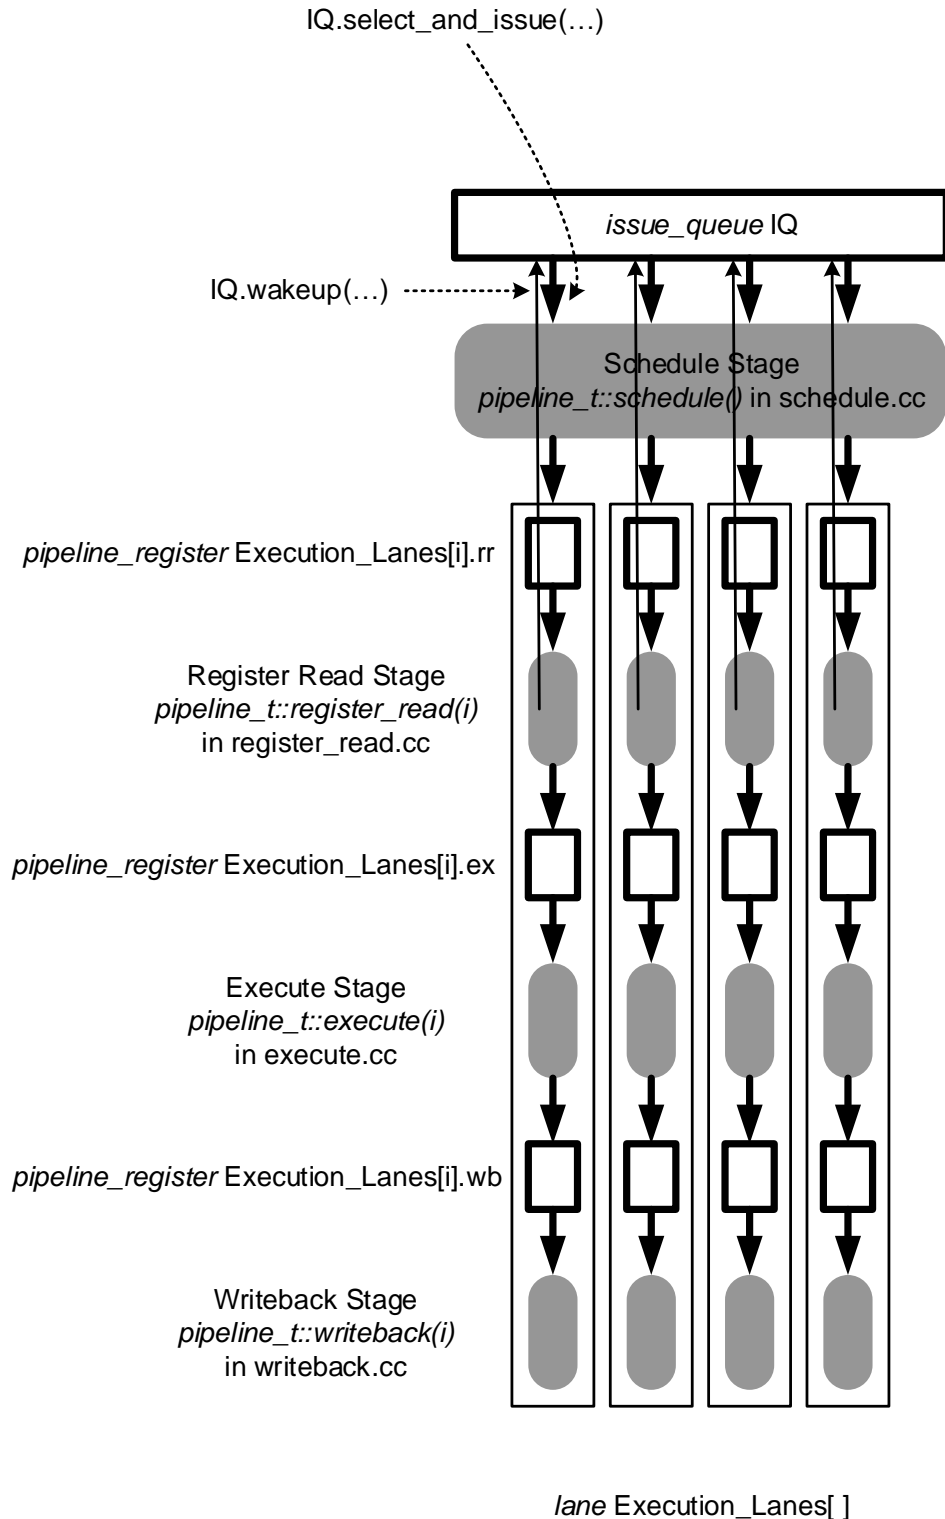 IQ.select_and_issue(…)
issue_queue IQ
IQ.wakeup(…)
Schedule Stage
pipeline_t::schedule() in schedule.cc
pipeline_register Execution_Lanes[i].rr
Register Read Stage
pipeline_t::register_read(i)
in register_read.cc
pipeline_register Execution_Lanes[i].ex
Execute Stage
pipeline_t::execute(i)
in execute.cc
pipeline_register Execution_Lanes[i].wb
Writeback Stage
pipeline_t::writeback(i)
in writeback.cc
lane Execution_Lanes[ ]